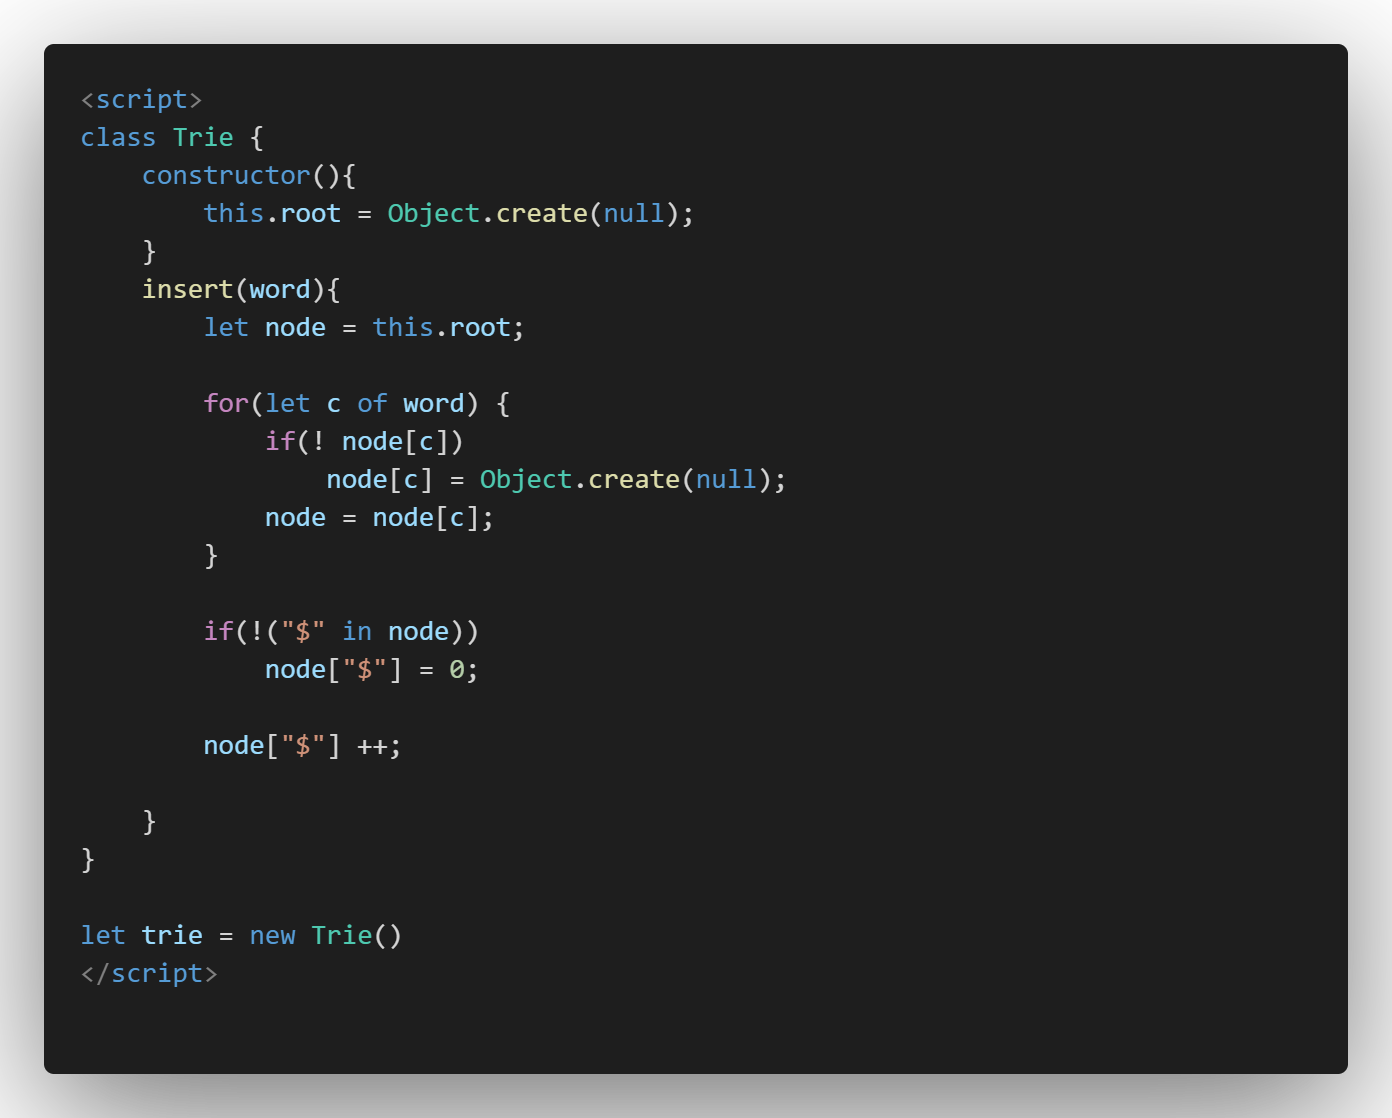 <script>
class Trie {
    constructor(){
        this.root = Object.create(null);
    }
    insert(word){
        let node = this.root;

        for(let c of word) {
            if(! node[c])
                node[c] = Object.create(null);
            node = node[c];
        }

        if(!("$" in node))
            node["$"] = 0;

        node["$"] ++;

    }
}

let trie = new Trie()
</script>